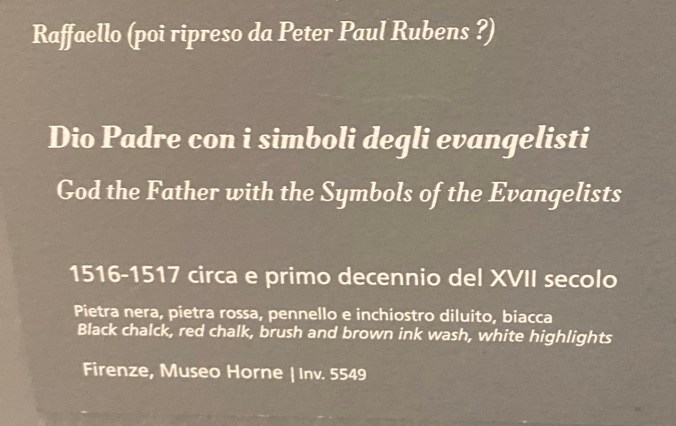 Raffaello (poi ripreso da Peter Paul Rubens ?)
Dio Padre con i simboli degli evangelisti
God the Father with the Symbols of the Evangelists
1516-1517 circa e primo decennio del XVII secolo
Pietra nera, pietra rossa, pennello e inchiostro diluito, biacca
Black chalck, red chalk, brush and brown ink wash, white highlights
Firenze, Museo Horne | Inv. 5549